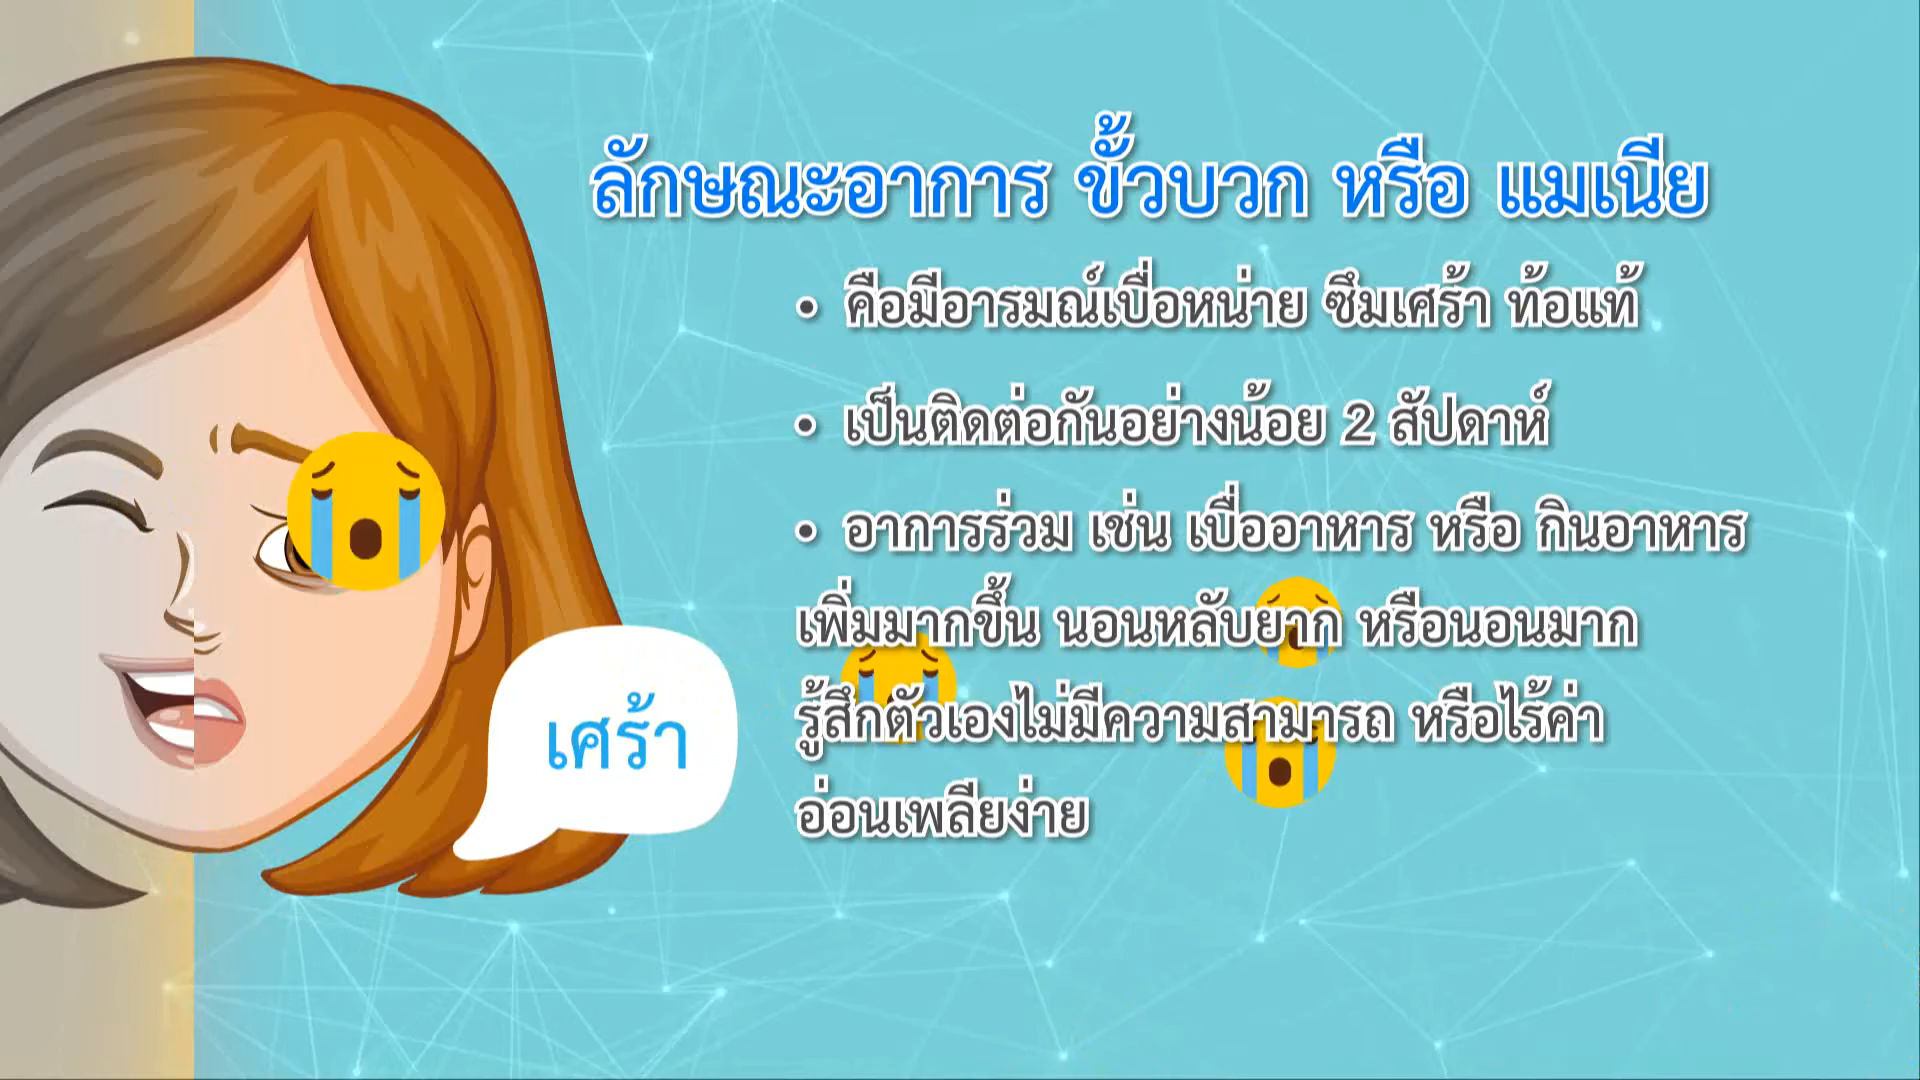 ลักษณะอาการ ขั้วบวก หรือ แมเนีย
• คือมีอารมณ์เบื่อหน่าย ซึมเศร้า ท้อแท้
• เป็นติดต่อกันอย่างน้อย 2 สัปดาห์
• อาการร่วม เช่น เบื่ออาหาร หรือ กินอาหาร
เพิ่มมากขึ้น นอนหลับยาก หรือนอนมาก
รู้สึกตัวเองไม่มีความสามารถ หรือไร้ค่า
อ่อนเพลียง่าย
เศร้า